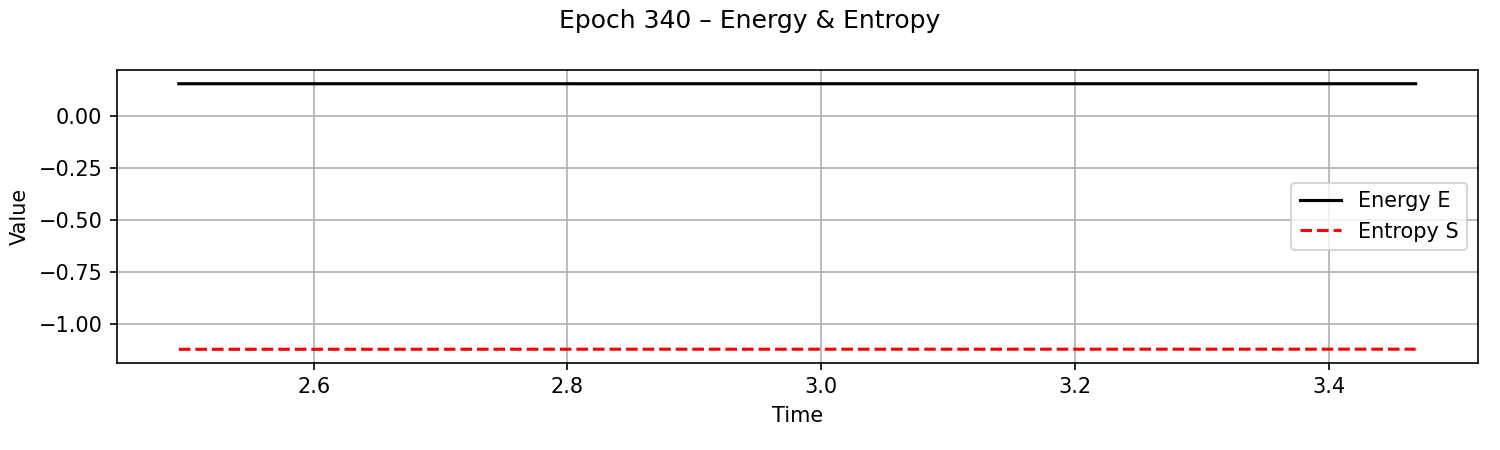 Epoch 340 – Energy & Entropy
0.00
−0.25
−0.50
−0.75
−1.00
Value
Energy E
Entropy S
2.6
2.8
3.0
3.2
3.4
Time